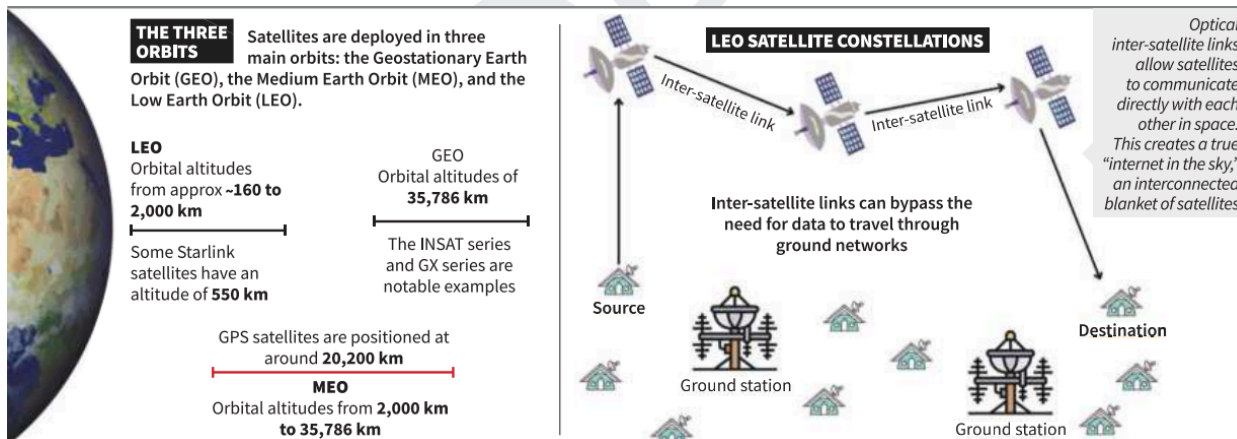 THE THREE
ORBITS
Satellites are deployed in three
main orbits: the Geostationary Earth
Orbit (GEO), the Medium Earth Orbit (MEO), and the
Low Earth Orbit (LEO).
LEO
Orbital altitudes
from approx ~160 to
2,000 km
Some Starlink
satellites have an
altitude of 550 km
GEO
Orbital altitudes of
35,786 km
The INSAT series
and GX series are
notable examples
GPS satellites are positioned at
around 20,200 km
MEO
Orbital altitudes from 2,000 km
to 35,786 km
LEO SATELLITE CONSTELLATIONS
Inter-satellite link
Inter-satellite link
Optical
inter-satellite links
allow satellites
to communicate
directly with each
other in space.
This creates a true
“internet in the sky,”
an interconnected
blanket of satellites
Inter-satellite links can bypass the
need for data to travel through
ground networks
Source
Ground station
Destination
Ground station